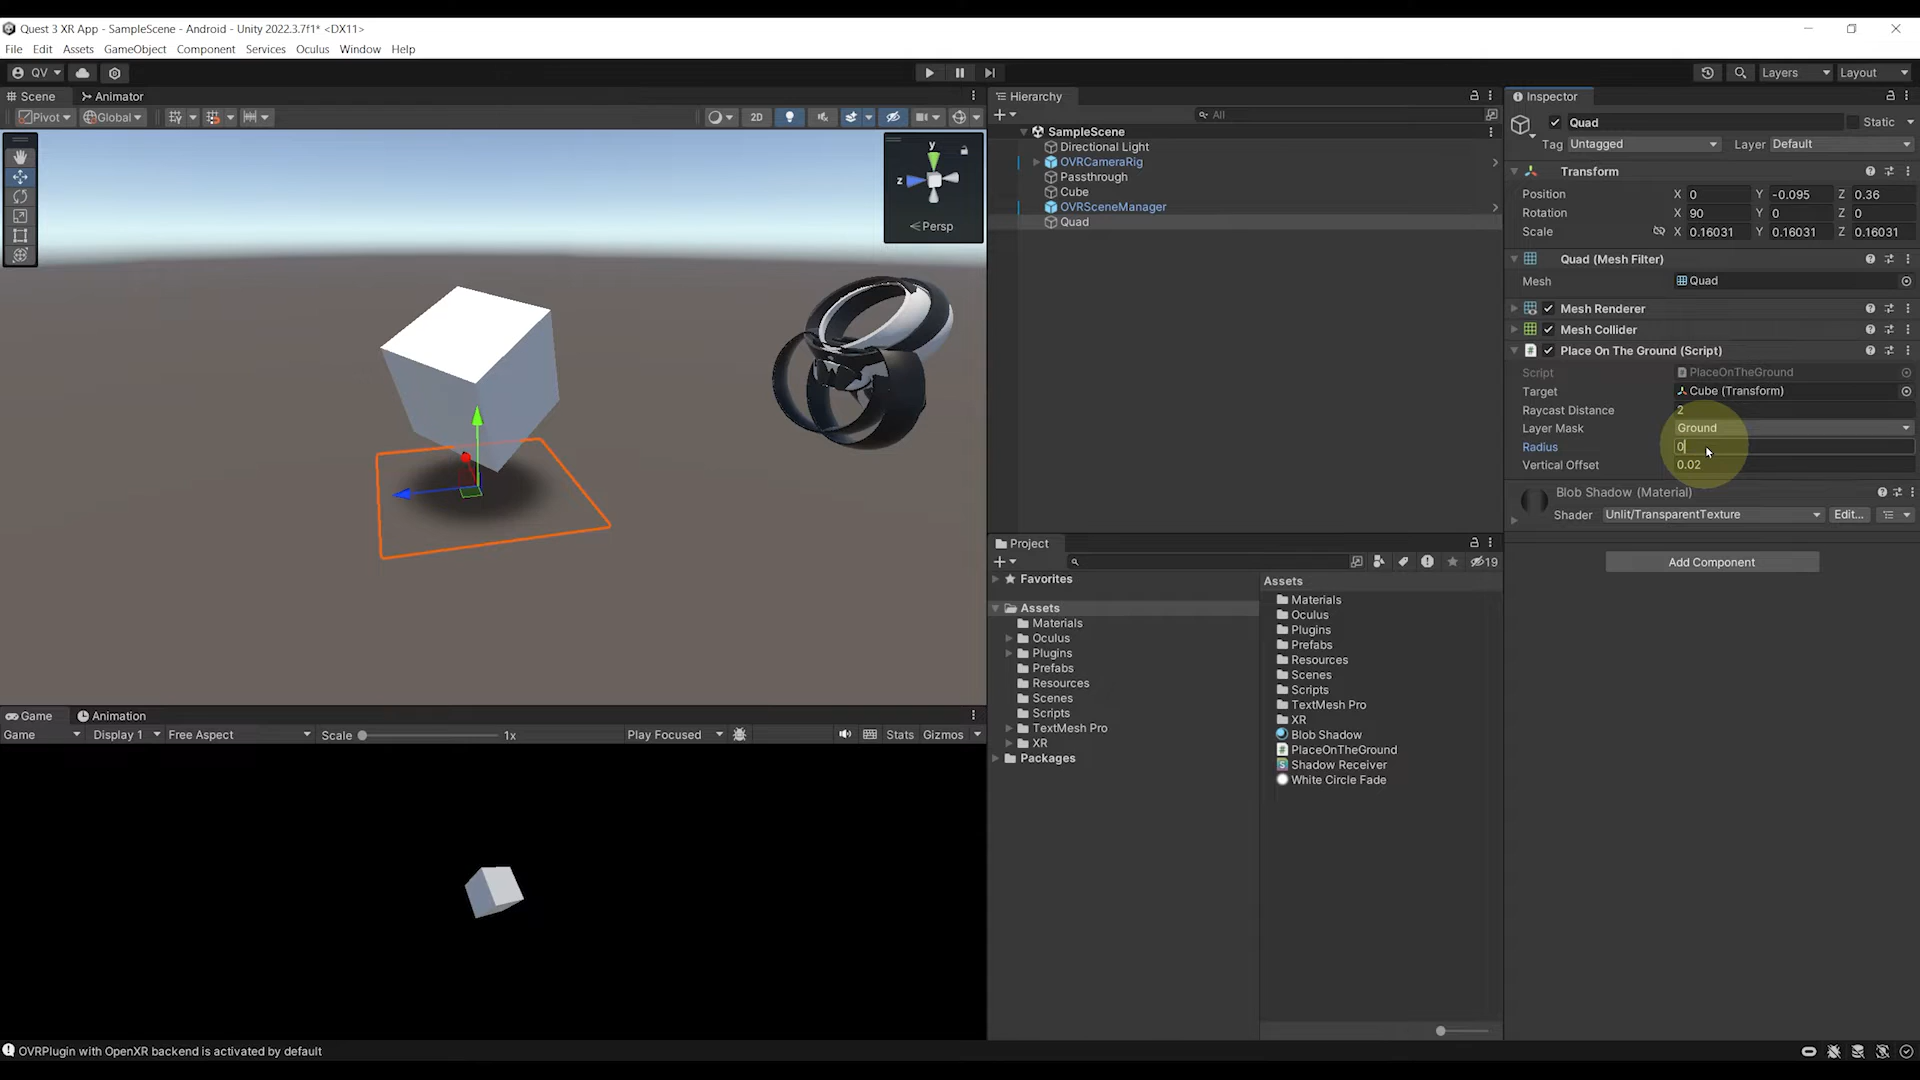 Quest 3 XR App - SampleScene - Android - Unity 2022.3.7f1* <DX11>
File Edit Assets GameObject Component Services Oculus Window Help
QV Layers Layout
Scene Animator
Pivot Global 2D
y
z
Persp
Hierarchy
All
SampleScene
Directional Light
OVRCameraRig
Passthrough
Cube
OVRSceneManager
Quad
Inspector
Quad Static
Tag Untagged Layer Default
Transform
Position X 0 Y -0.095 Z 0.36
Rotation X 90 Y 0 Z 0
Scale X 0.16031 Y 0.16031 Z 0.16031
Quad (Mesh Filter)
Mesh Quad
Mesh Renderer
Mesh Collider
Place On The Ground (Script)
Script PlaceOnTheGround
Target Cube (Transform)
Raycast Distance 2
Layer Mask Ground
Radius 0
Vertical Offset 0.02
Blob Shadow (Material)
Shader Unlit/TransparentTexture Edit...
Add Component
Project
19
Favorites
Assets
Materials
Oculus
Plugins
Prefabs
Resources
Scenes
Scripts
TextMesh Pro
XR
Packages
Assets
Materials
Oculus
Plugins
Prefabs
Resources
Scenes
Scripts
TextMesh Pro
XR
Blob Shadow
PlaceOnTheGround
Shadow Receiver
White Circle Fade
Game Animation
Game Display 1 Free Aspect Scale 1x Play Focused Stats Gizmos
OVRPlugin with OpenXR backend is activated by default